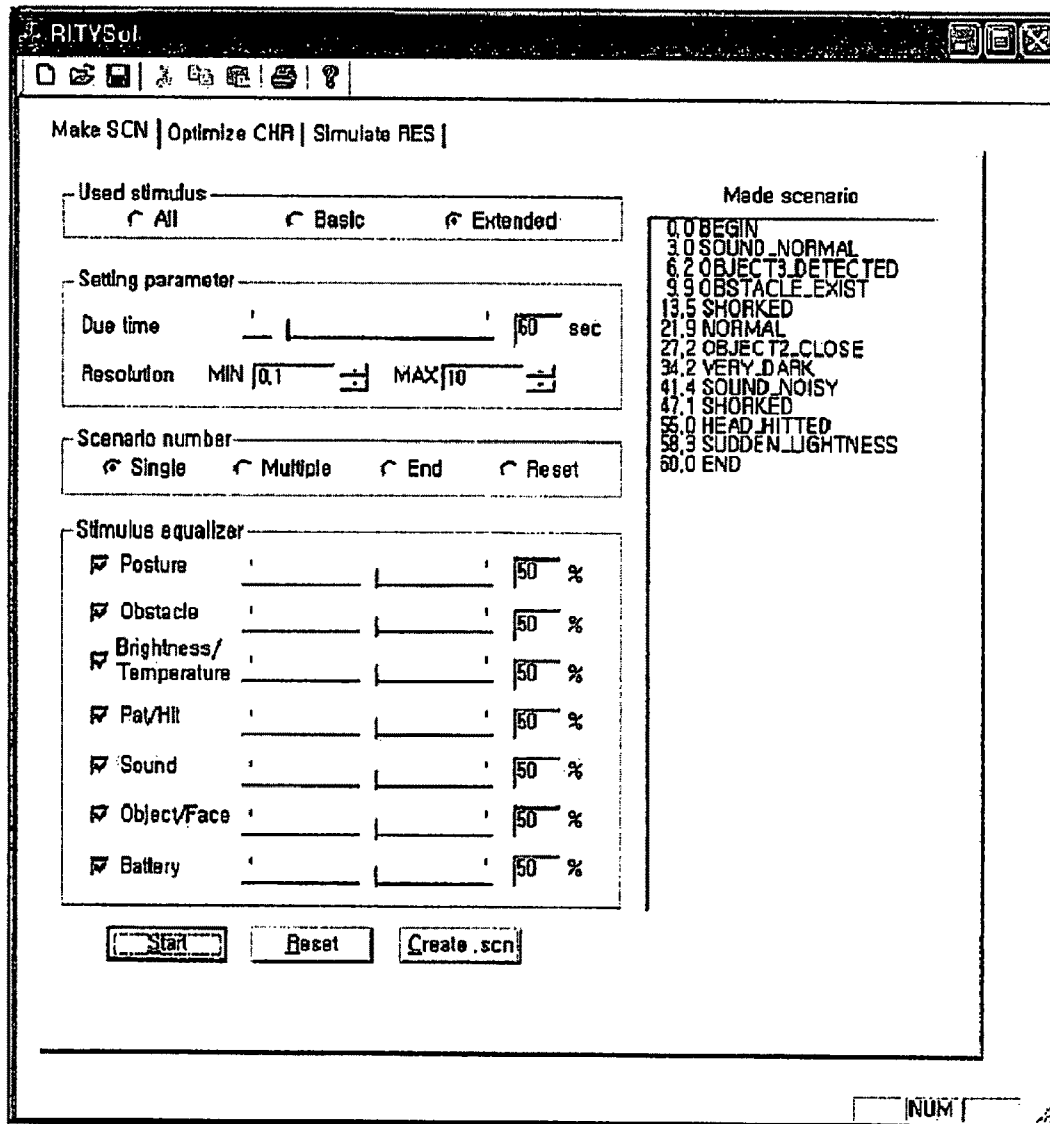 RITYSol
Make SCN | Optimize CHR | Simulate RES |
Used stimulus
All Basic Extended
Setting parameter
Due time 60 sec
Resolution MIN 0,1 MAX 10
Scenario number
Single Multiple End Reset
Stimulus equalizer
Posture 50 %
Obstacle 50 %
Brightness/
Temperature 50 %
Pat/Hit 50 %
Sound 50 %
Object/Face 50 %
Battery 50 %
Start Reset Create .scn
Made scenario
0,0 BEGIN
3,0 SOUND_NORMAL
6,2 OBJECT3_DETECTED
9,9 OBSTACLE_EXIST
13,5 SHORKED
21,9 NORMAL
27,2 OBJECT2_CLOSE
34,2 VERY_DARK
41,4 SOUND_NOISY
47,1 SHORKED
55,0 HEAD_HITTED
58,3 SUDDEN_LIGHTNESS
60,0 END
NUM